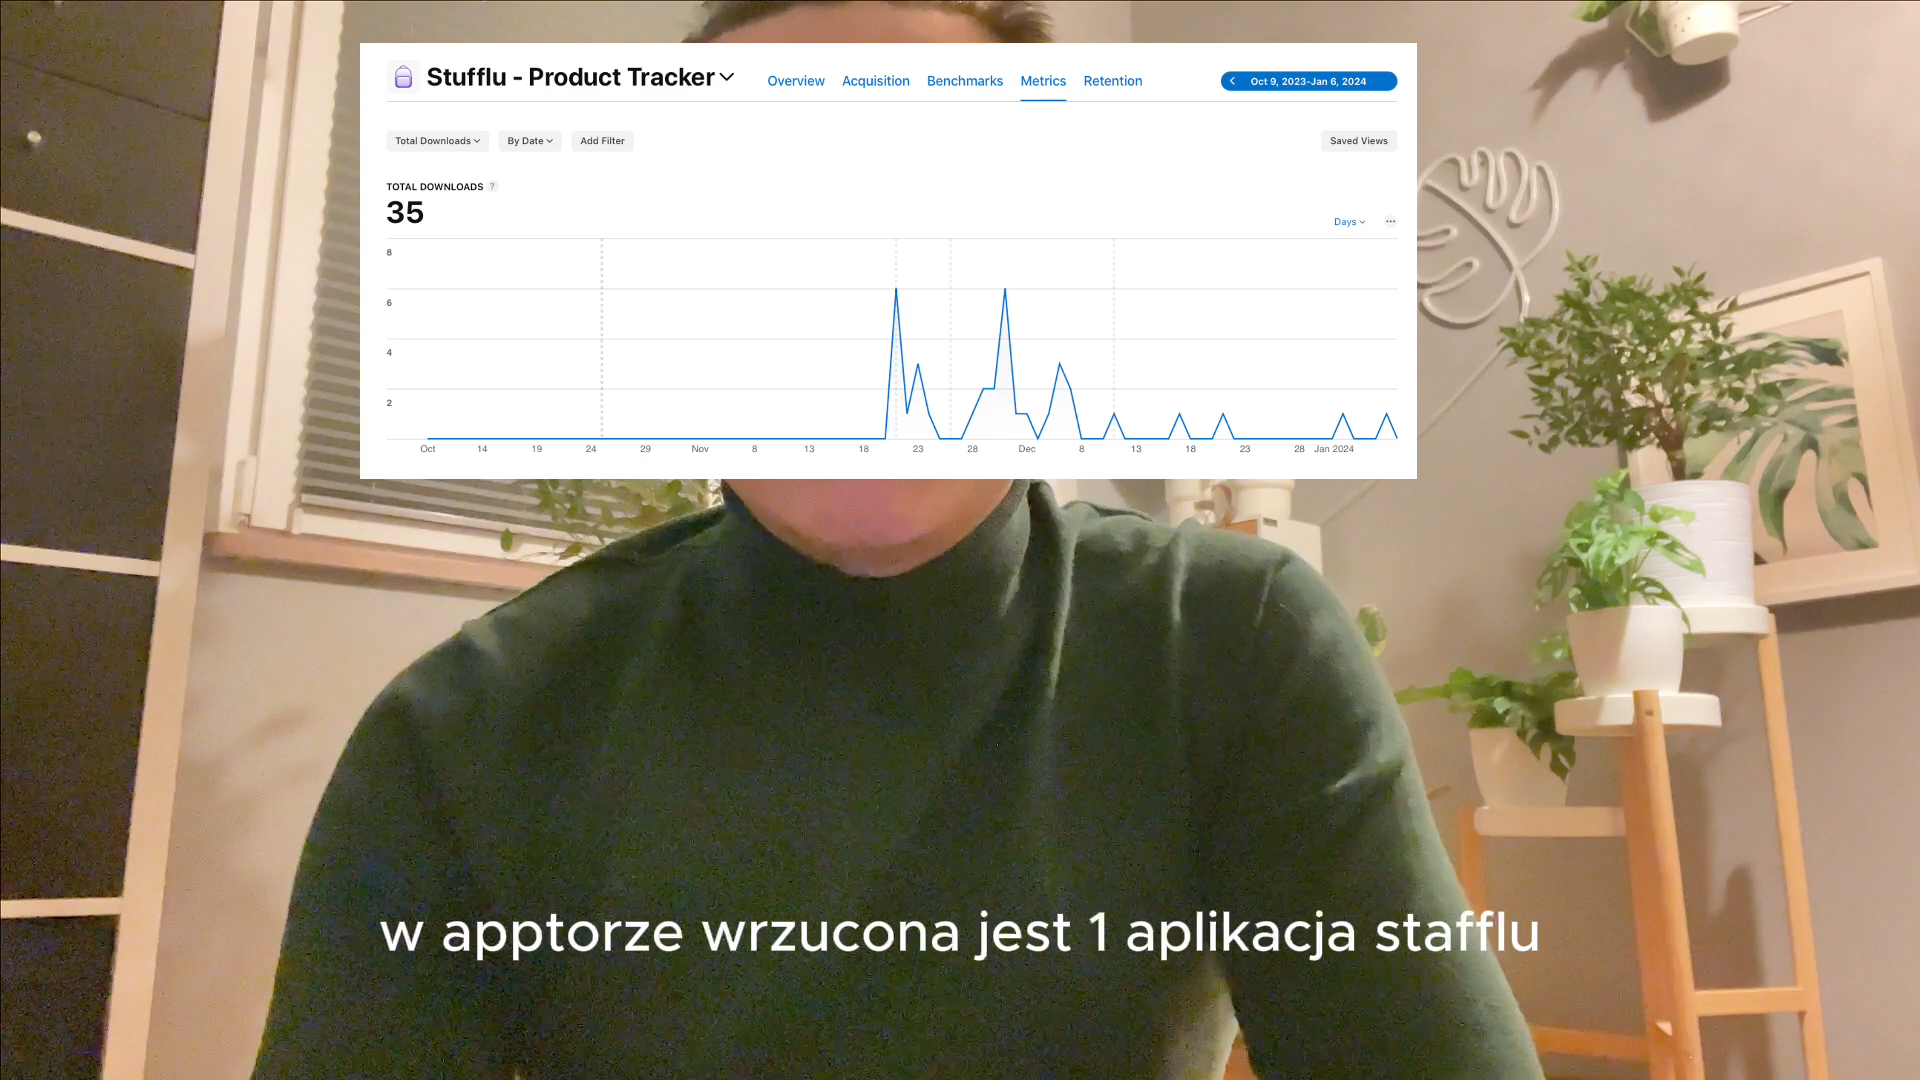 Stufflu - Product Tracker
Overview Acquisition Benchmarks Metrics Retention
Oct 9, 2023-Jan 6, 2024
Total Downloads By Date Add Filter Saved Views
TOTAL DOWNLOADS ?
35
Days ...
8
6
4
2
Oct 14 19 24 29 Nov 8 13 18 23 28 Dec 8 13 18 23 28 Jan 2024
w apptorze wrzucona jest 1 aplikacja stafflu